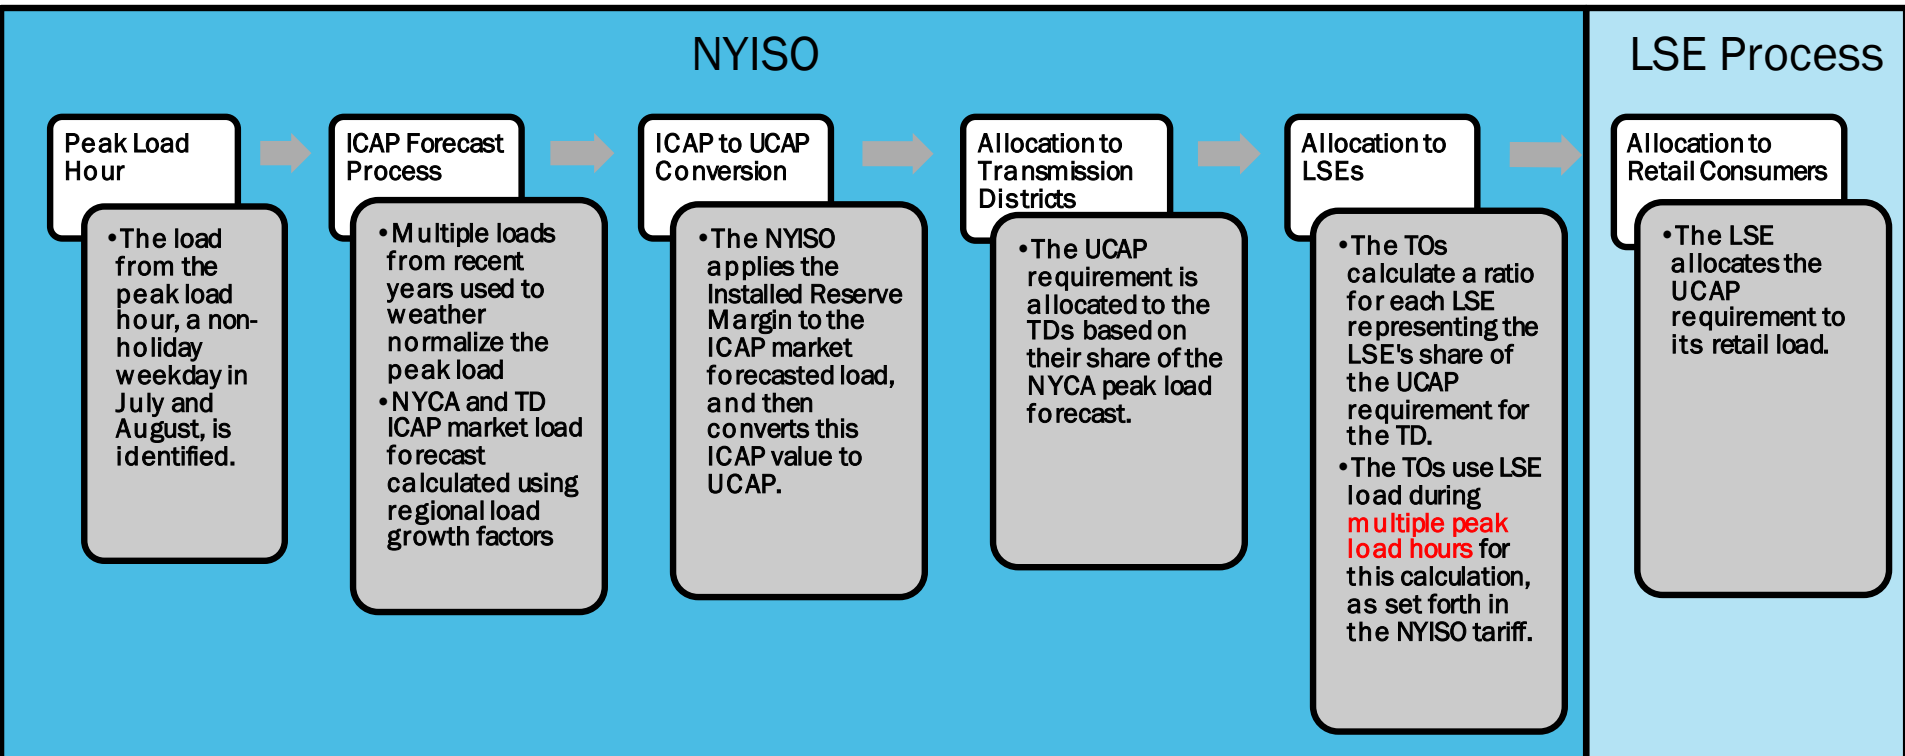 NYISO
LSE Process
Peak Load
Hour
•The load
from the
peak load
hour, a non-
holiday
weekday in
July and
August, is
identified.
ICAP Forecast
Process
•Multiple loads
from recent
years used to
weather
normalize the
peak load
•NYCA and TD
ICAP market load
forecast
calculated using
regional load
growth factors
ICAP to UCAP
Conversion
•The NYISO
applies the
Installed Reserve
Margin to the
ICAP market
forecasted load,
and then
converts this
ICAP value to
UCAP.
Allocation to
Transmission
Districts
•The UCAP
requirement is
allocated to the
TDs based on
their share of the
NYCA peak load
forecast.
Allocation to
LSEs
•The TOs
calculate a ratio
for each LSE
representing the
LSE's share of
the UCAP
requirement for
the TD.
•The TOs use LSE
load during
multiple peak
load hours for
this calculation,
as set forth in
the NYISO tariff.
Allocation to
Retail Consumers
•The LSE
allocates the
UCAP
requirement to
its retail load.